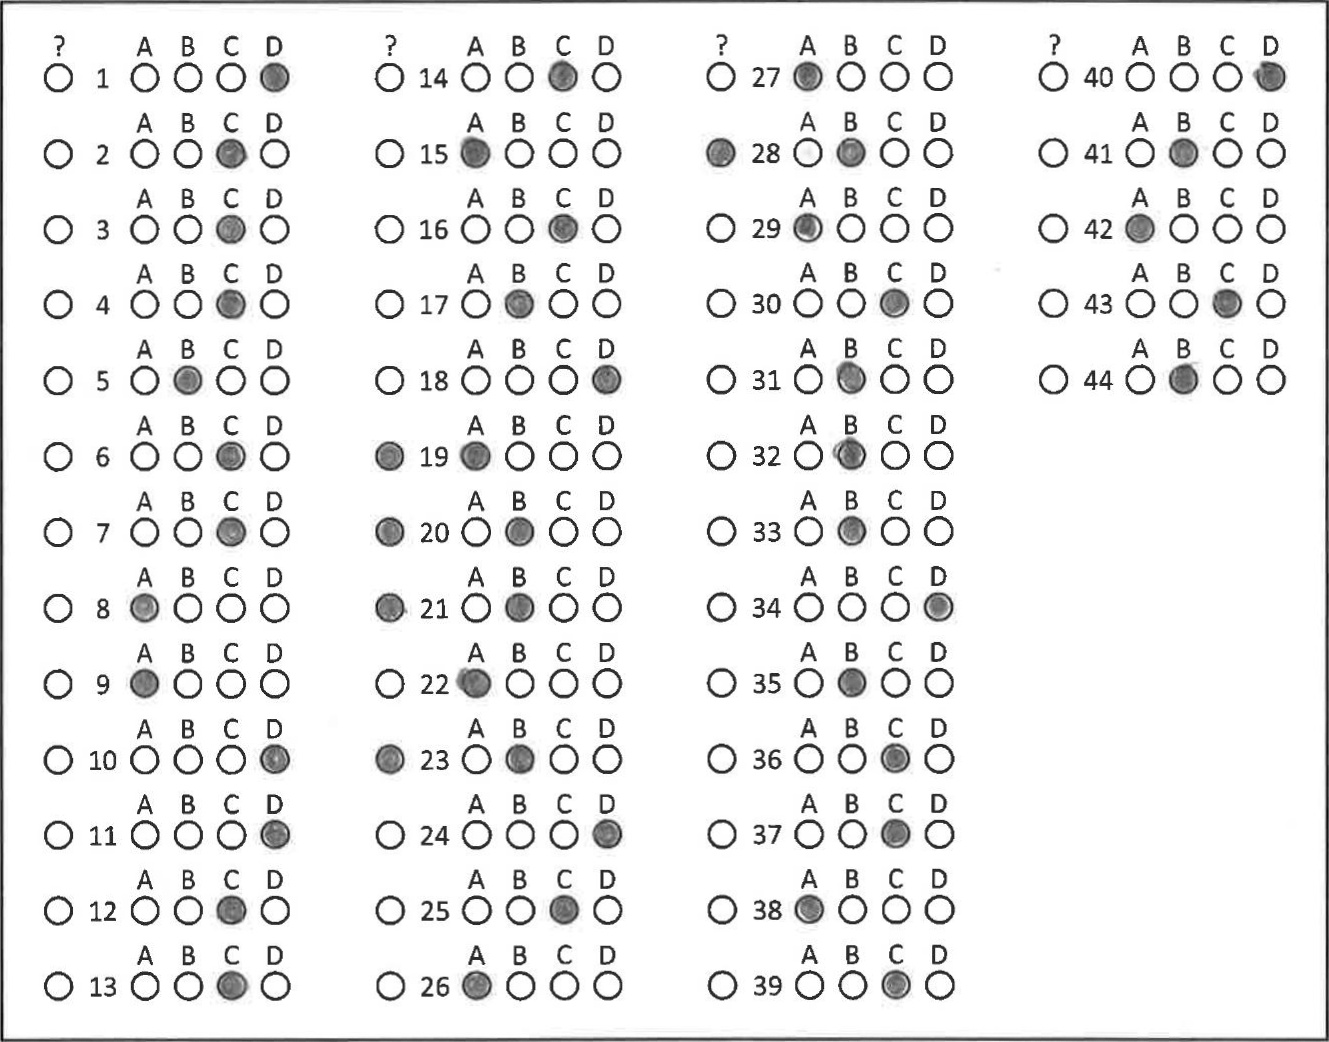 ? A B C D
1
A B C D
2
A B C D
3
A B C D
4
A B C D
5
A B C D
6
A B C D
7
A B C D
8
A B C D
9
A B C D
10
A B C D
11
A B C D
12
A B C D
13
? A B C D
14
A B C D
15
A B C D
16
A B C D
17
A B C D
18
A B C D
19
A B C D
20
A B C D
21
A B C D
22
A B C D
23
A B C D
24
A B C D
25
A B C D
26
? A B C D
27
A B C D
28
A B C D
29
A B C D
30
A B C D
31
A B C D
32
A B C D
33
A B C D
34
A B C D
35
A B C D
36
A B C D
37
A B C D
38
A B C D
39
? A B C D
40
A B C D
41
A B C D
42
A B C D
43
A B C D
44